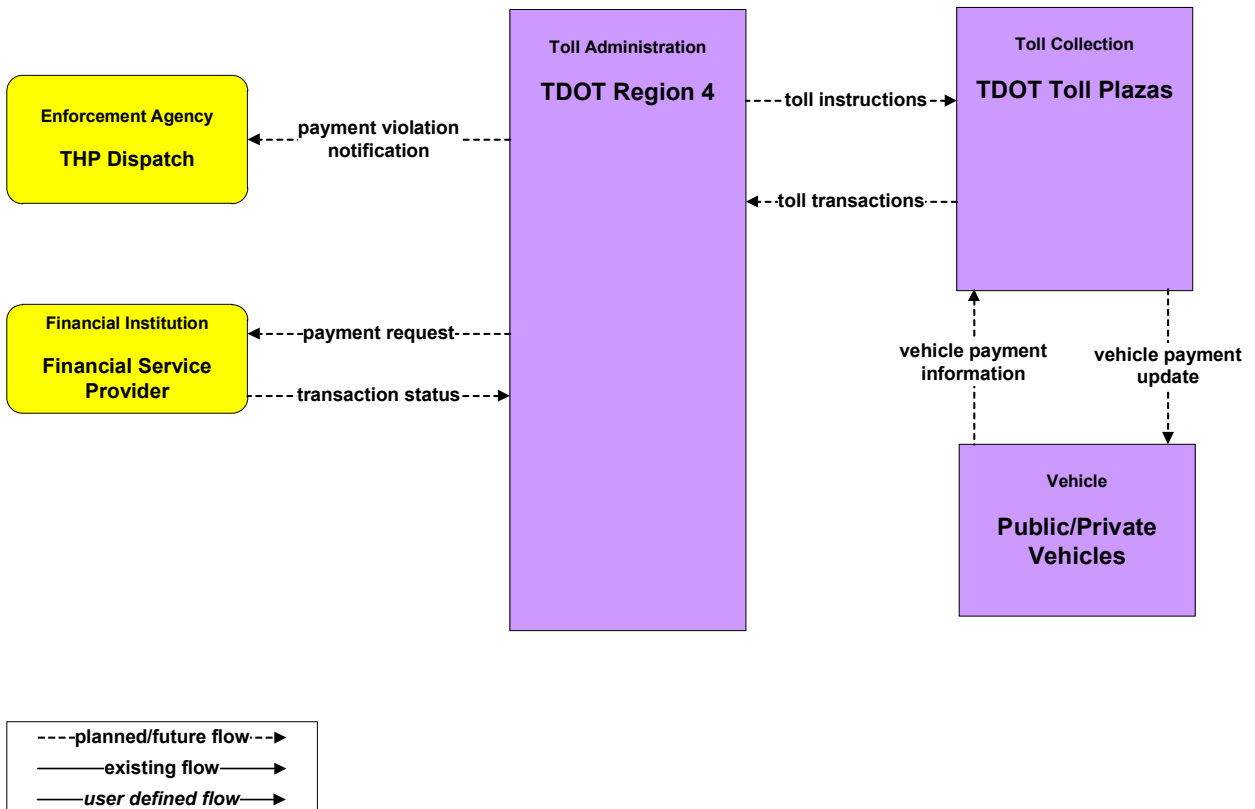 Toll Administration
TDOT Region 4
Toll Collection
TDOT Toll Plazas
Enforcement Agency
THP Dispatch
payment violation
notification
toll instructions
toll transactions
Financial Institution
Financial Service
Provider
payment request
transaction status
vehicle payment
information
vehicle payment
update
Vehicle
Public/Private
Vehicles
planned/future flow
existing flow
user defined flow